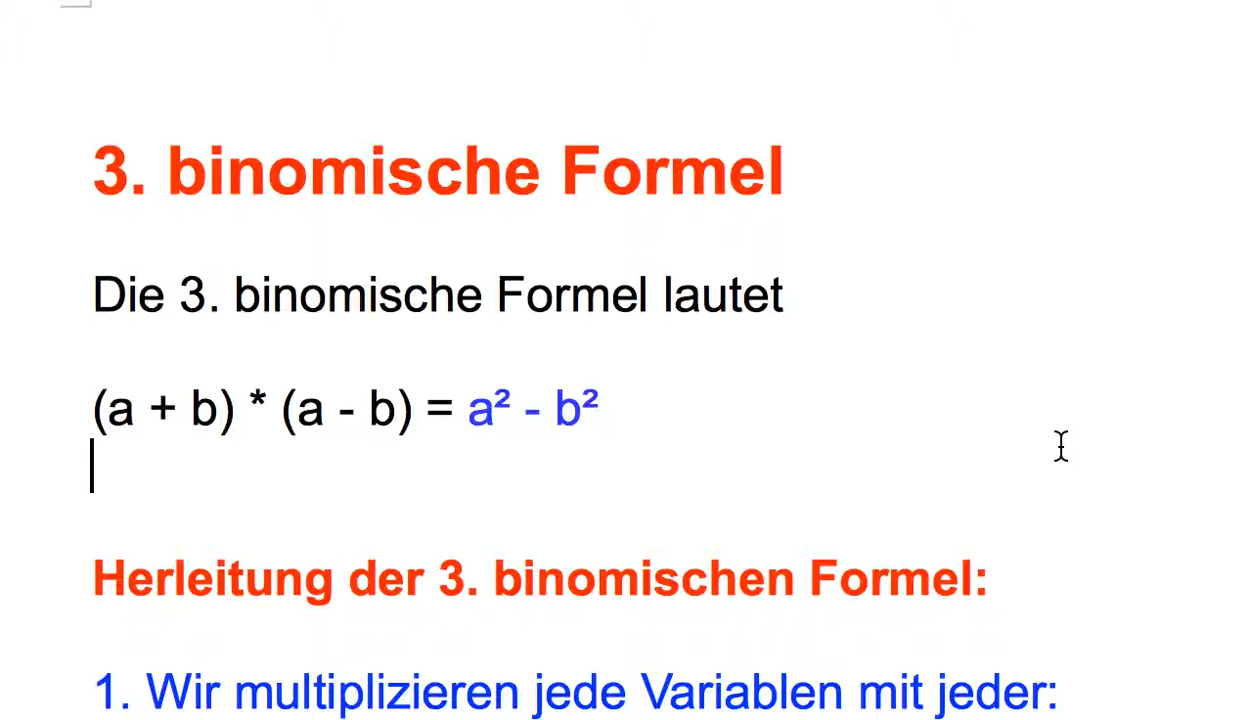 3. binomische Formel
Die 3. binomische Formel lautet
(a + b) * (a - b) = a² - b²
Herleitung der 3. binomischen Formel:
1. Wir multiplizieren jede Variablen mit jeder: